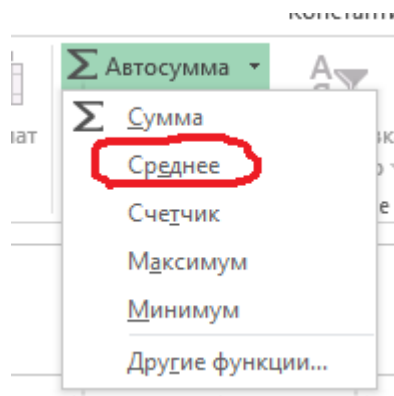 Автосумма
Сумма
Среднее
Счетчик
Максимум
Минимум
Другие функции...